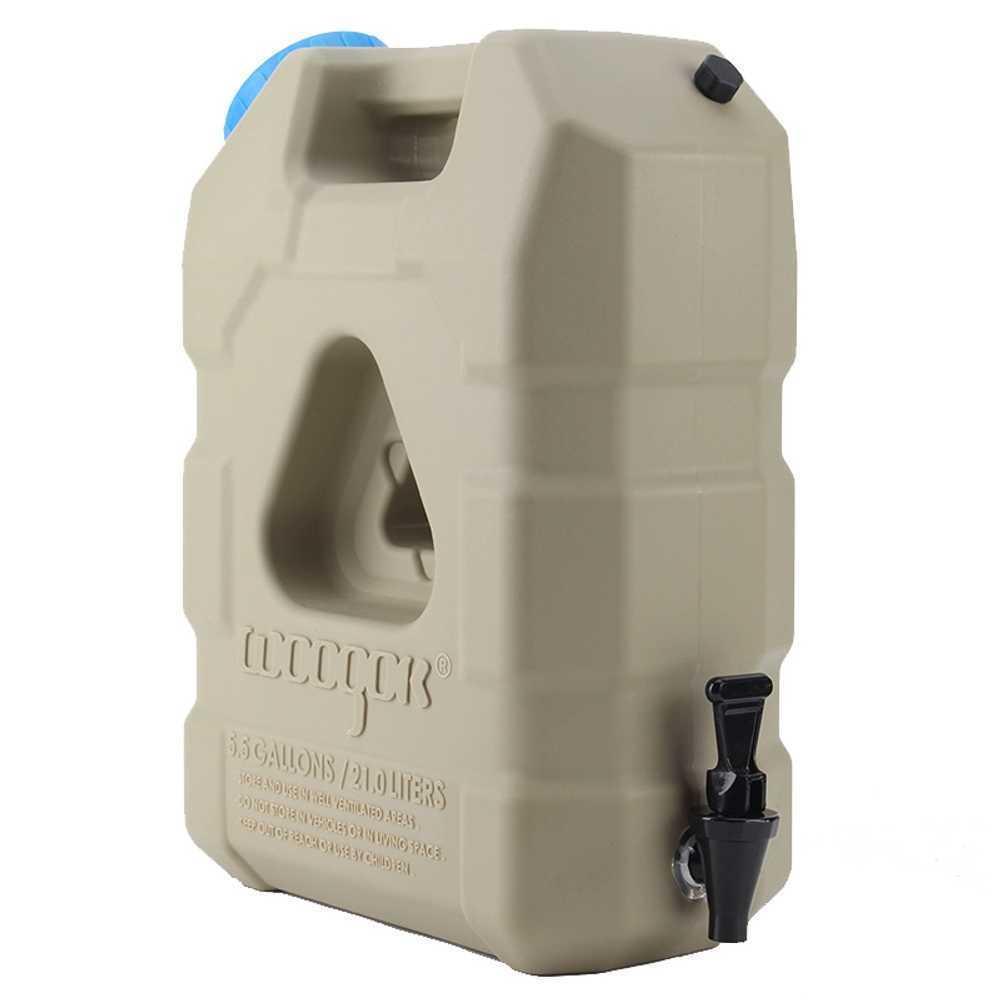 woogok®
5.5 GALLONS / 21.0 LITERS
STORE AND USE IN WELL VENTILATED AREAS .
DO NOT STORE IN VEHICLES OR IN LIVING SPACE .
KEEP OUT OF REACH OR USE BY CHILDREN .